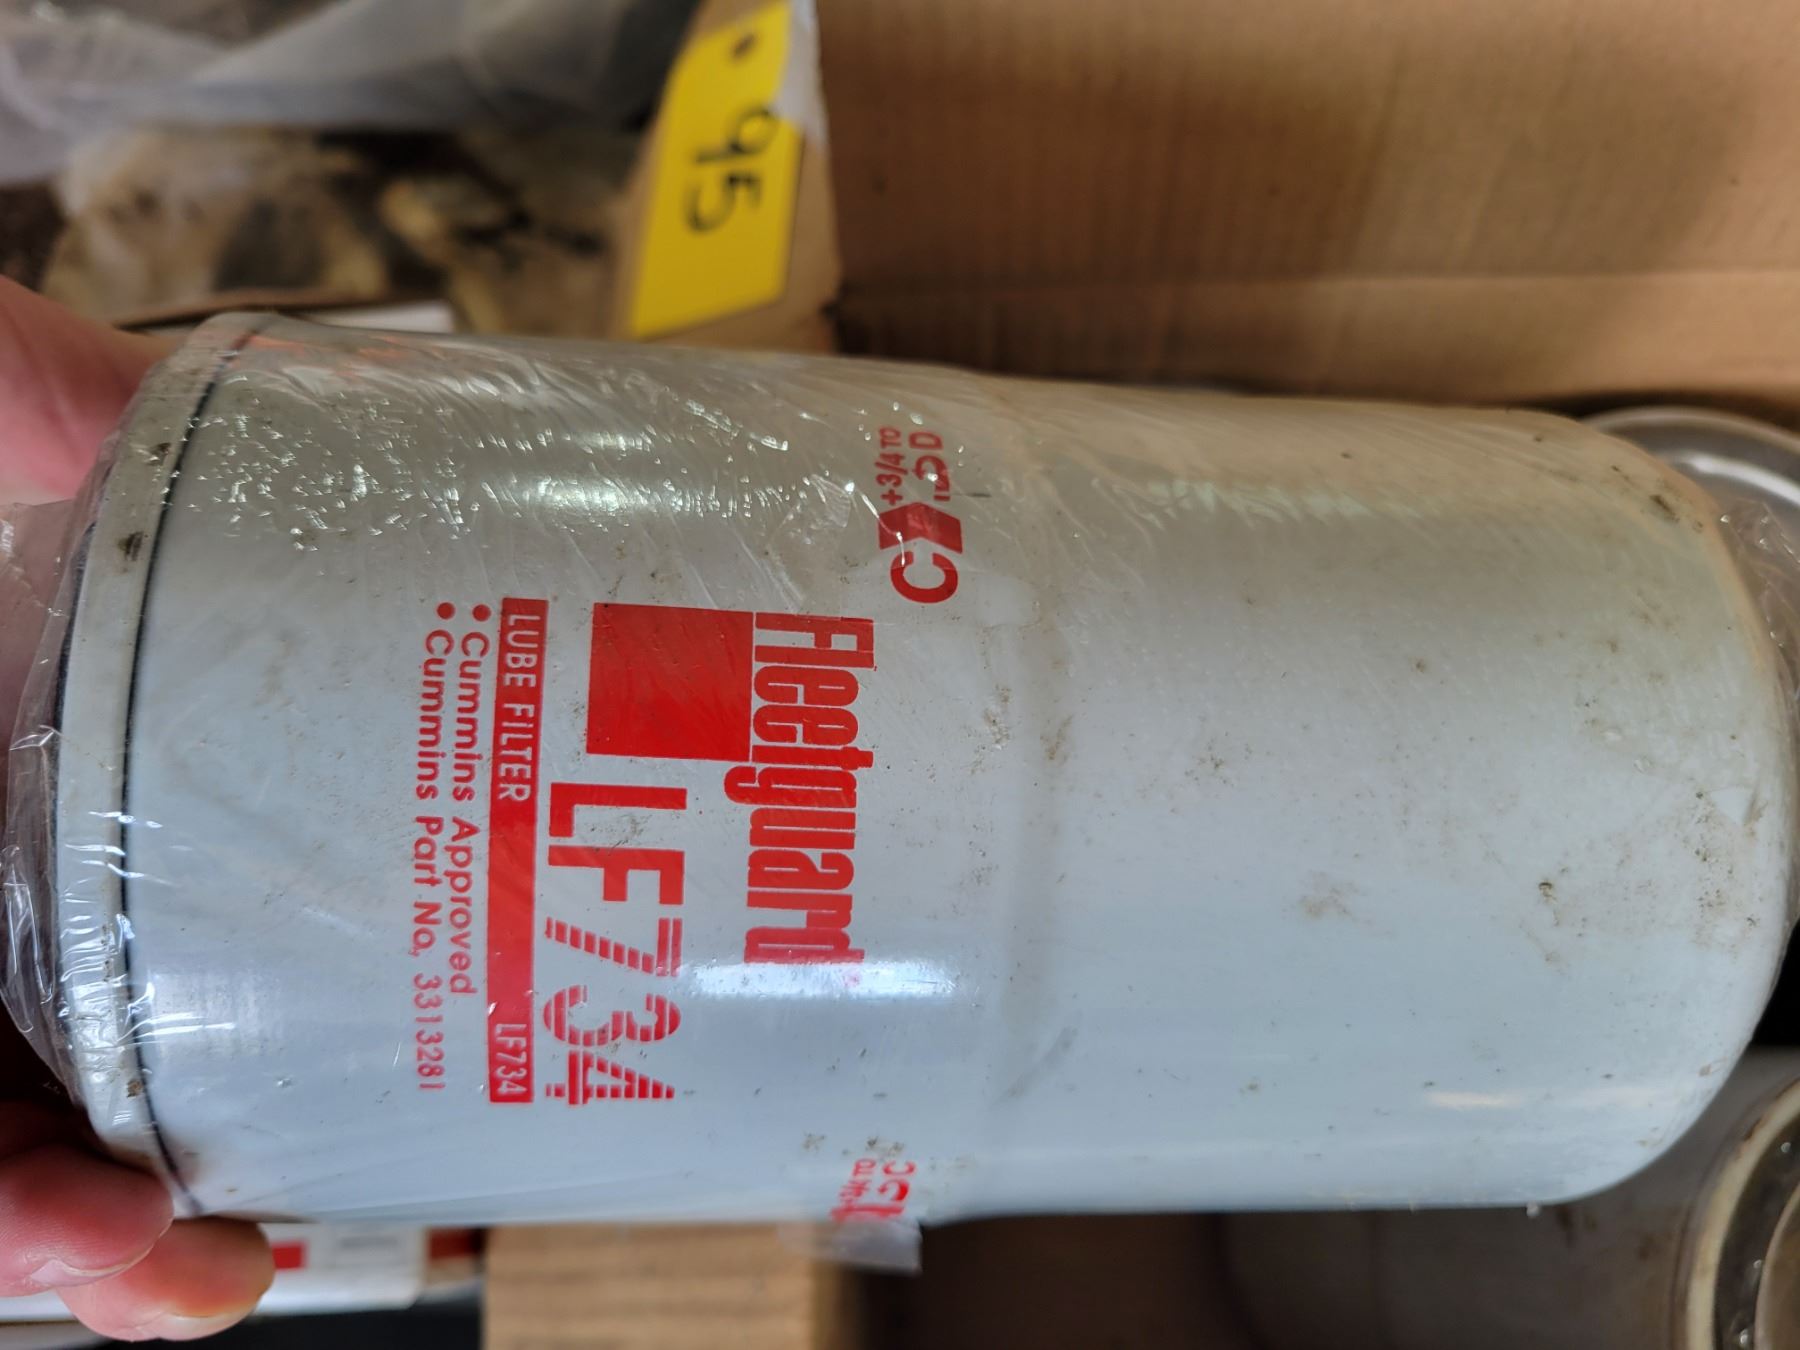 95
+3/4 TO
C
Fleetguard
LF734
LUBE FILTER LF734
• Cummins Approved
• Cummins Part No, 3313281